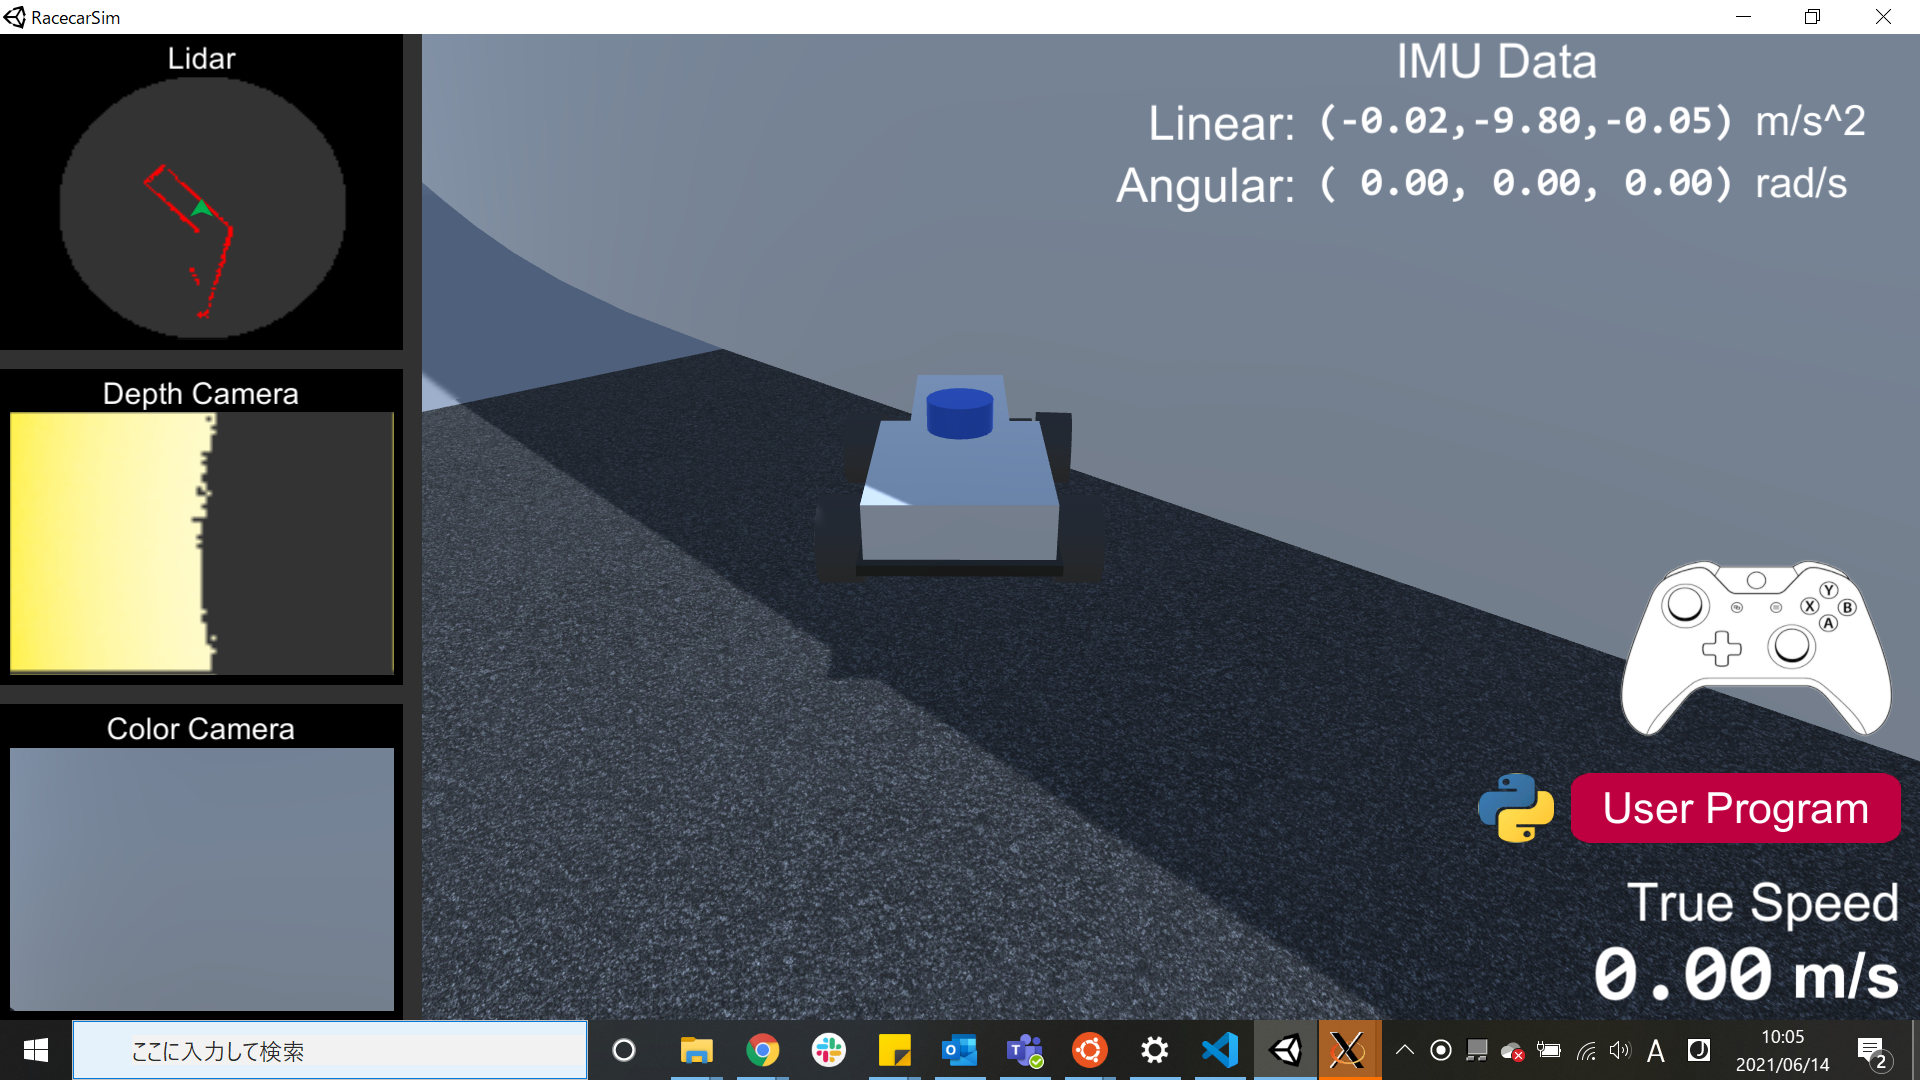 RacecarSim
Lidar
IMU Data
Linear: (-0.02,-9.80,-0.05) m/s^2
Angular: ( 0.00, 0.00, 0.00) rad/s
Depth Camera
Color Camera
Y
X B
A
User Program
True Speed
0.00 m/s
ここに入力して検索
T
A
J
10:05
2021/06/14
2